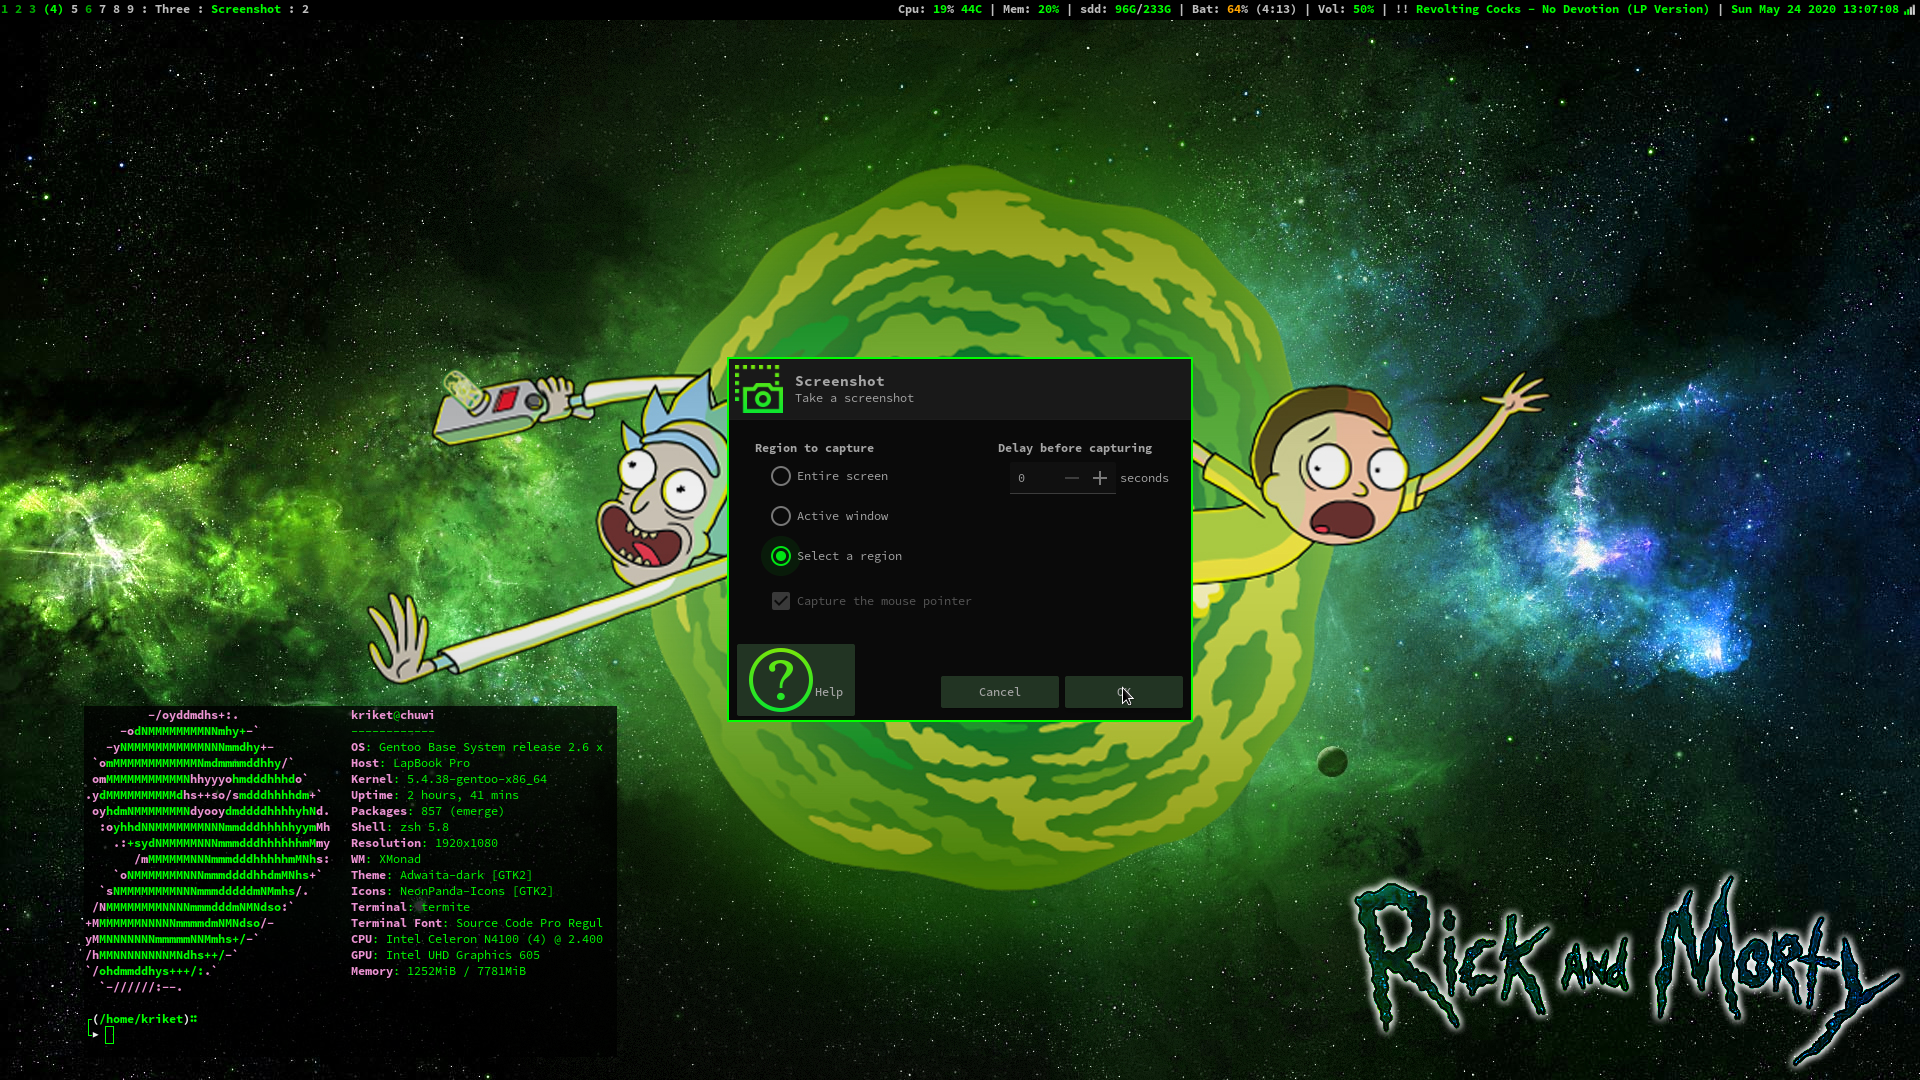 1 2 3 (4) 5 6 7 8 9 : Three : Screenshot : 2
Cpu: 19% 44C | Mem: 20% | sdd: 96G/233G | Bat: 64% (4:13) | Vol: 50% | !! Revolting Cocks - No Devotion (LP Version) | Sun May 24 2020 13:07:08
Screenshot
Take a screenshot
Region to capture
Entire screen
Active window
Select a region
Capture the mouse pointer
Delay before capturing
0 — + seconds
Help
Cancel
-/oyddmdhs+:.
-odNMMMMMMMMNNmhy+-`
-yNMMMMMMMMMMMNNNmmdhy+-
`omMMMMMMMMMMMMNmdmmmmddhhy/`
omMMMMMMMMMMMNhhyyyohmdddhhhdo`
.ydMMMMMMMMMMdhs++so/smdddhhhhdm+`
oyhdmNMMMMMMMNdyooydmddddhhhhyhNd.
:oyhhdNNMMMMMMMNNNmmdddhhhhhyymMh
.:+sydNMMMMMNNNmmmdddhhhhhhmMmy
/mMMMMMMNNNmmmdddhhhhhmMNhs:
`oNMMMMMMMNNNmmmddddhhdmMNhs+`
`sNMMMMMMMMNNNmmmdddddmNMmhs/.
/NMMMMMMMMNNNNmmmdddmNMNdso:`
+MMMMMMMNNNNNmmmmdmNMNdso/-
yMMNNNNNNNmmmmmNNMmhs+/-`
/hMMNNNNNNNNMNdhs++/-`
`/ohdmmddhys+++/:.`
`-//////:--.
kriket@chuwi
------------
OS: Gentoo Base System release 2.6 x
Host: LapBook Pro
Kernel: 5.4.38-gentoo-x86_64
Uptime: 2 hours, 41 mins
Packages: 857 (emerge)
Shell: zsh 5.8
Resolution: 1920x1080
WM: XMonad
Theme: Adwaita-dark [GTK2]
Icons: NeonPanda-Icons [GTK2]
Terminal: termite
Terminal Font: Source Code Pro Regul
CPU: Intel Celeron N4100 (4) @ 2.400
GPU: Intel UHD Graphics 605
Memory: 1252MiB / 7781MiB
(/home/kriket)
Rick and Morty